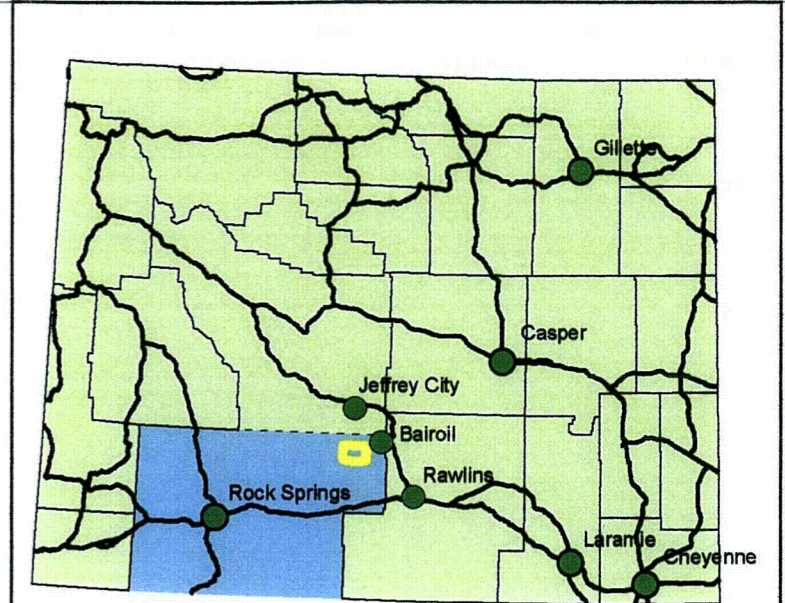 Gillette
Casper
Jeffrey City
Bairoil
Rawlins
Rock Springs
Laramie
Cheyenne